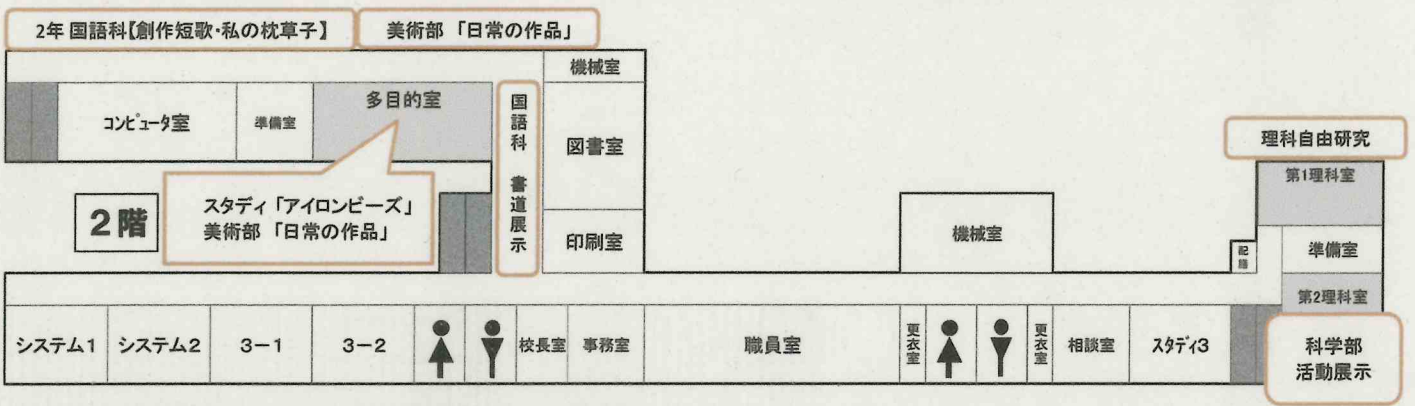 2年 国語科【創作短歌・私の枕草子】
美術部 「日常の作品」
機械室
コンピュータ室
準備室
多目的室
国語科 書道展示
図書室
理科自由研究
第1理科室
スタディ「アイロンビーズ」
美術部 「日常の作品」
2階
印刷室
機械室
準備室
第2理科室
システム1
システム2
3-1
3-2
校長室
事務室
職員室
更衣室
更衣室
相談室
スタディ3
科学部
活動展示